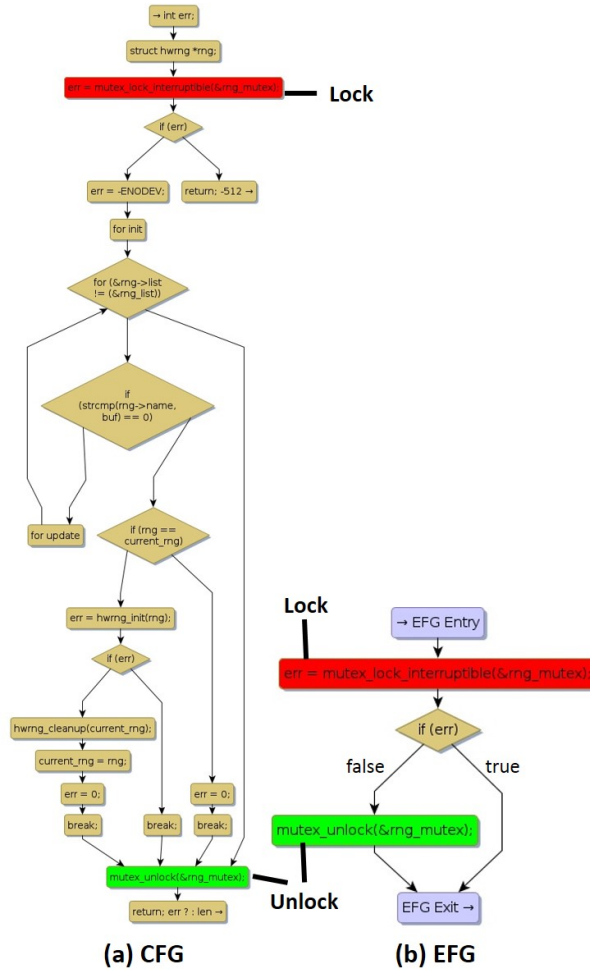 → int err;
struct hwrng *rng;
err = mutex_lock_interruptible(&rng_mutex);
Lock
if (err)
err = -ENODEV;
return; -512 →
for init
for (&rng->list
!= (&rng_list))
if
(strcmp(rng->name,
buf) == 0)
for update
if (rng ==
current_rng)
err = hwrng_init(rng);
if (err)
hwrng_cleanup(current_rng);
current_rng = rng;
err = 0;
err = 0;
break;
break;
break;
mutex_unlock(&rng_mutex);
return; err ? : len →
(a) CFG
Lock
→ EFG Entry
err = mutex_lock_interruptible(&rng_mutex);
if (err)
false
true
mutex_unlock(&rng_mutex);
Unlock
EFG Exit →
(b) EFG